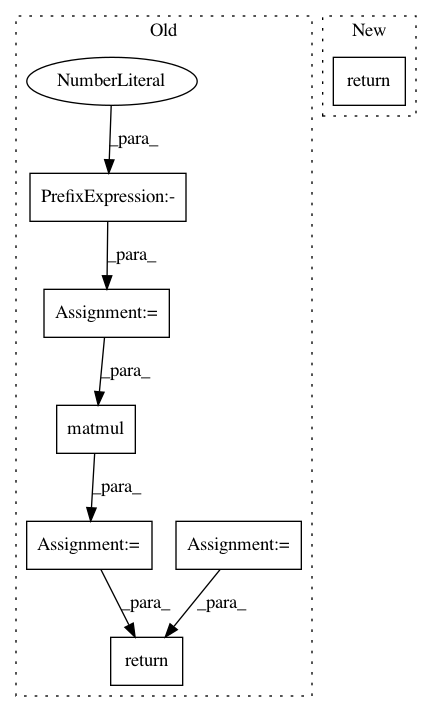 Old
New
NumberLiteral
return
_para_
PrefixExpression:-
_para_
Assignment:=
_para_
matmul
_para_
Assignment:=
Assignment:=
_para_
_para_
return